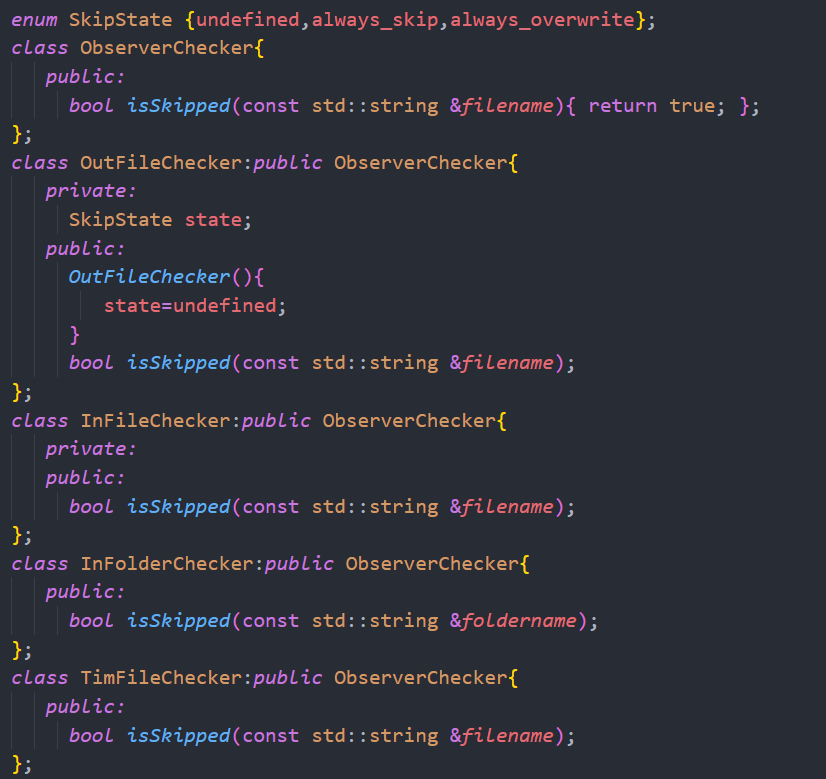 enum SkipState {undefined,always_skip,always_overwrite};
class ObserverChecker{
public:
bool isSkipped(const std::string &filename){ return true; };
};
class OutFileChecker:public ObserverChecker{
private:
SkipState state;
public:
OutFileChecker(){
state=undefined;
}
bool isSkipped(const std::string &filename);
};
class InFileChecker:public ObserverChecker{
private:
public:
bool isSkipped(const std::string &filename);
};
class InFolderChecker:public ObserverChecker{
public:
bool isSkipped(const std::string &foldername);
};
class TimFileChecker:public ObserverChecker{
public:
bool isSkipped(const std::string &filename);
};